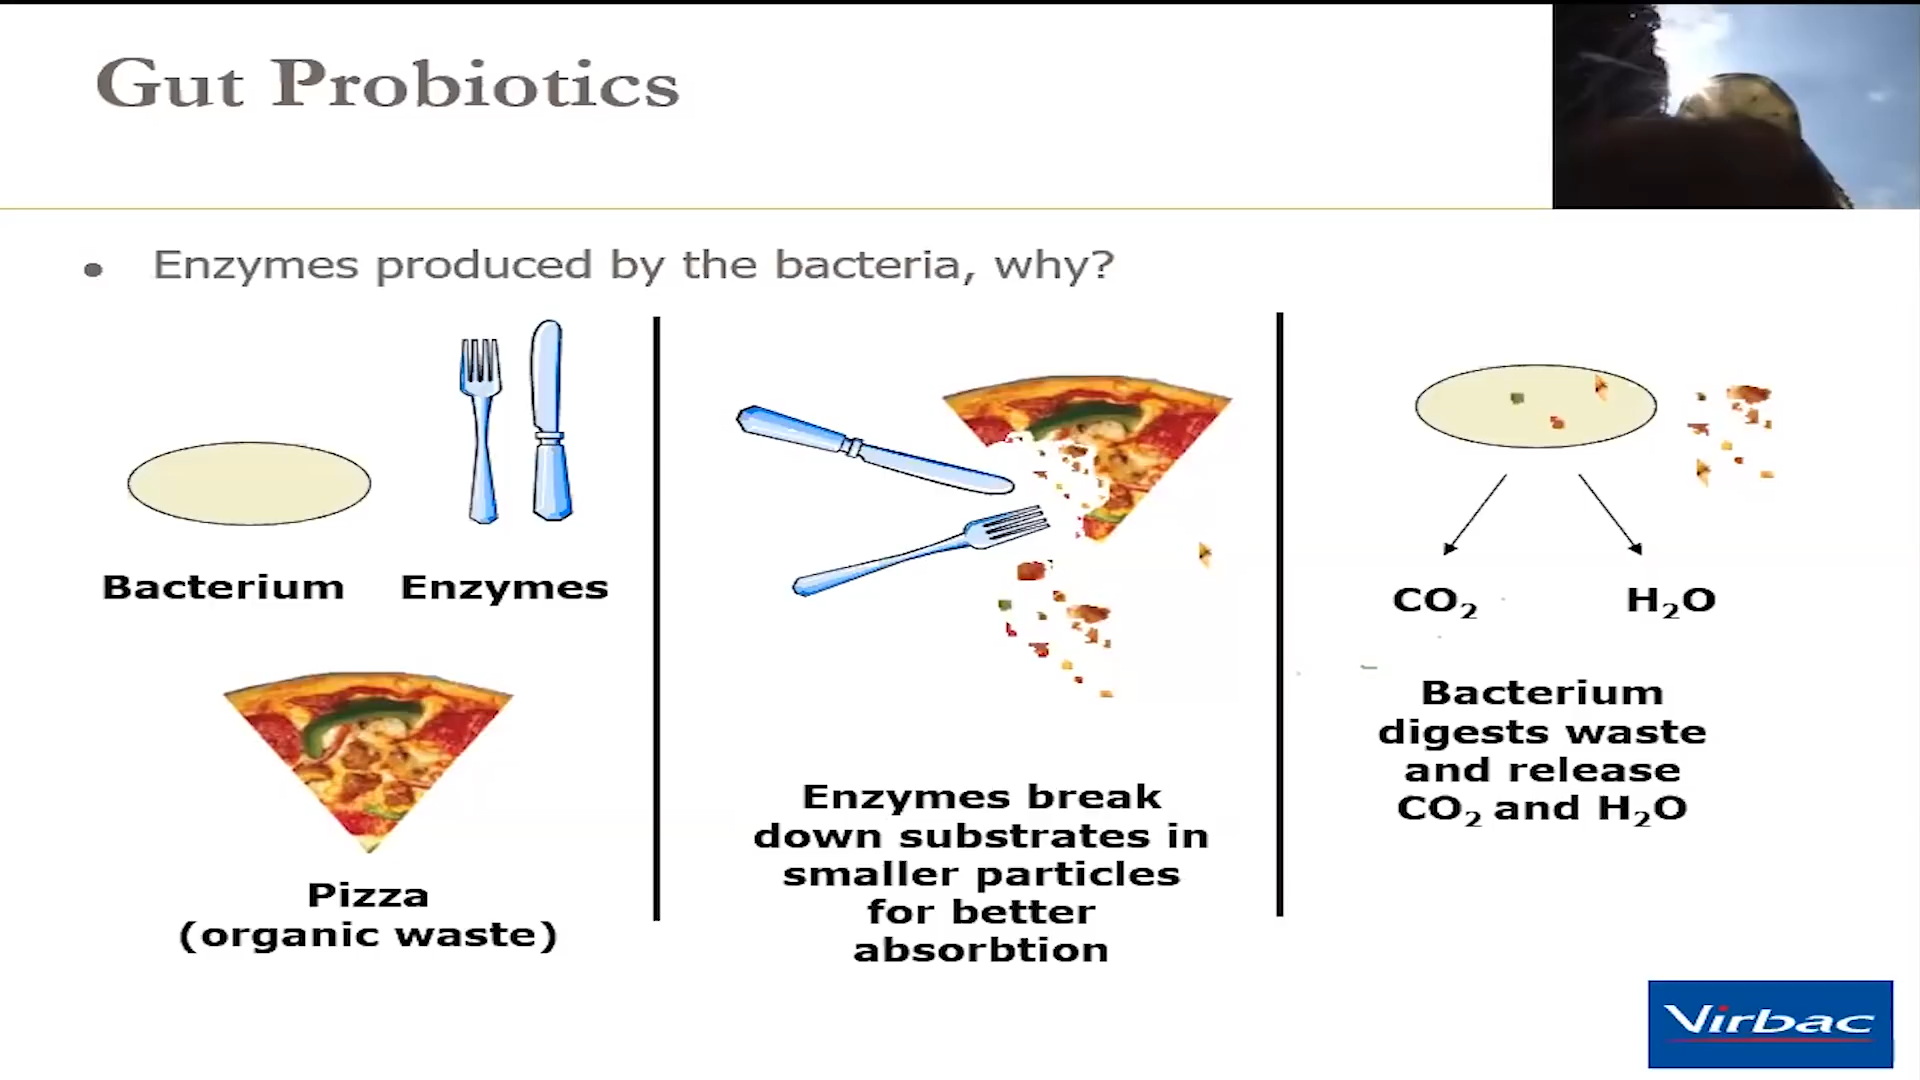 Gut Probiotics
• Enzymes produced by the bacteria, why?
Bacterium
Enzymes
Pizza
(organic waste)
Enzymes break
down substrates in
smaller particles
for better
absorbtion
CO₂
H₂O
Bacterium
digests waste
and release
CO₂ and H₂O
Virbac